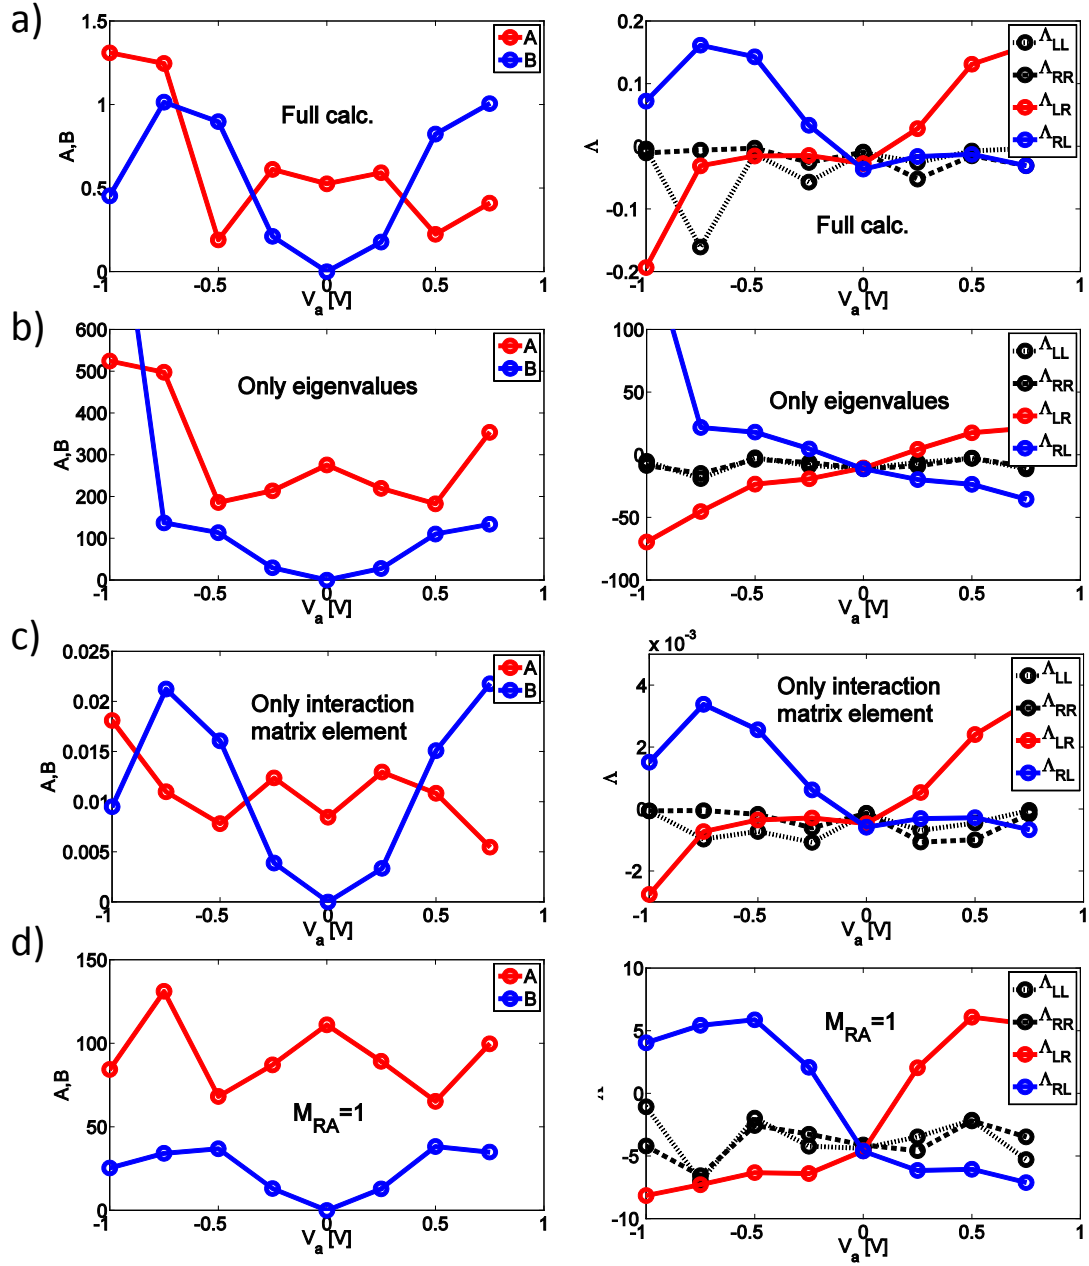 a)
1.5
1
0.5
0
-1
-0.5
0
0.5
1
A,B
V_a [V]
Full calc.
A
B
0.2
0.1
0
-0.1
-0.2
-1
-0.5
0
0.5
1
Λ
V_a [V]
Full calc.
Λ_LL
Λ_RR
Λ_LR
Λ_RL
b)
600
500
400
300
200
100
0
-1
-0.5
0
0.5
1
A,B
V_a [V]
Only eigenvalues
A
B
100
50
0
-50
-100
-1
-0.5
0
0.5
1
Λ
V_a [V]
Only eigenvalues
Λ_LL
Λ_RR
Λ_LR
Λ_RL
c)
0.025
0.02
0.015
0.01
0.005
0
-1
-0.5
0
0.5
1
A,B
V_a [V]
Only interaction
matrix element
A
B
x 10^-3
4
2
0
-2
-1
-0.5
0
0.5
1
Λ
V_a [V]
Only interaction
matrix element
Λ_LL
Λ_RR
Λ_LR
Λ_RL
d)
150
100
50
0
-1
-0.5
0
0.5
1
A,B
V_a [V]
M_RA=1
A
B
10
5
0
-5
-10
-1
-0.5
0
0.5
1
Λ
V_a [V]
M_RA=1
Λ_LL
Λ_RR
Λ_LR
Λ_RL